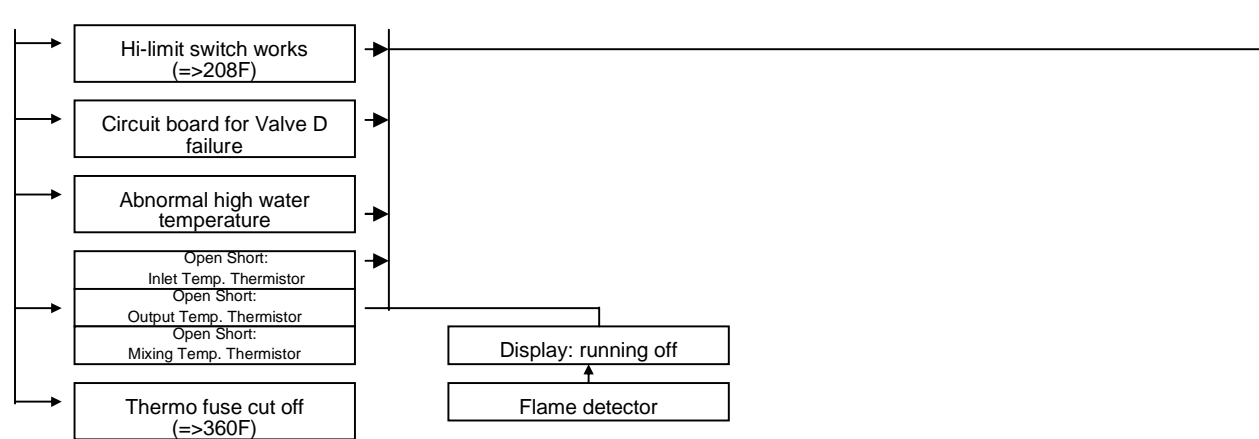 Hi-limit switch works
(=>208F)
Circuit board for Valve D
failure
Abnormal high water
temperature
Open Short:
Inlet Temp. Thermistor
Open Short:
Output Temp. Thermistor
Open Short:
Mixing Temp. Thermistor
Display: running off
Flame detector
Thermo fuse cut off
(=>360F)